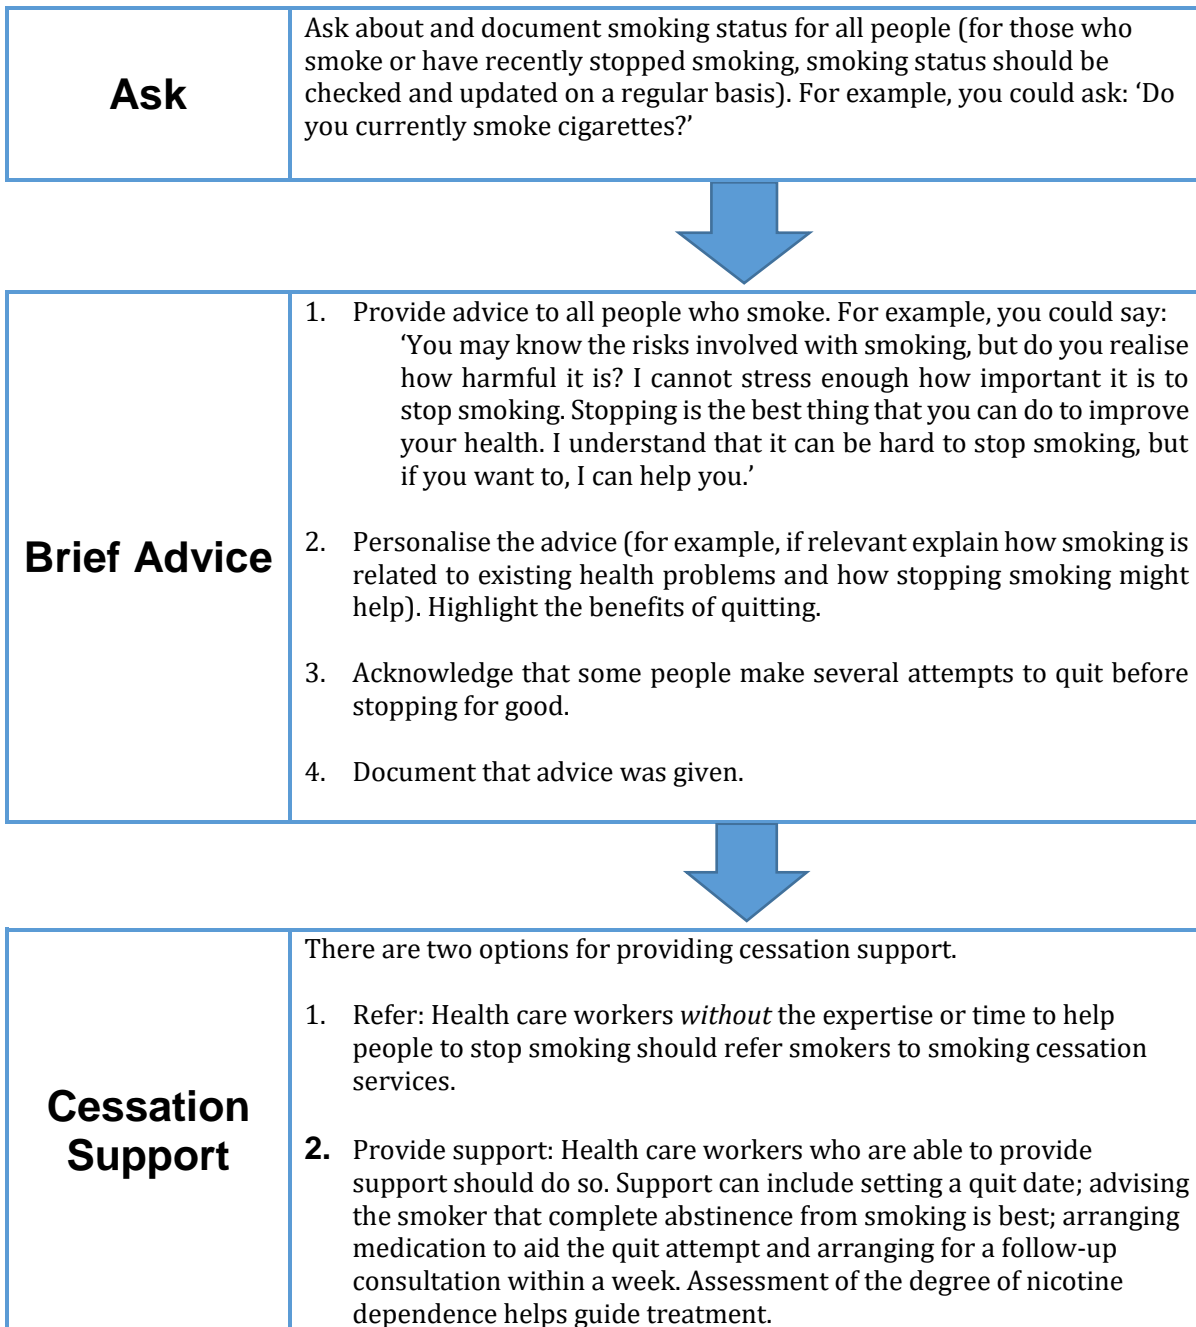 Ask
Ask about and document smoking status for all people (for those who
smoke or have recently stopped smoking, smoking status should be
checked and updated on a regular basis). For example, you could ask: ‘Do
you currently smoke cigarettes?’
Brief Advice
1. Provide advice to all people who smoke. For example, you could say:
‘You may know the risks involved with smoking, but do you realise
how harmful it is? I cannot stress enough how important it is to
stop smoking. Stopping is the best thing that you can do to improve
your health. I understand that it can be hard to stop smoking, but
if you want to, I can help you.’
2. Personalise the advice (for example, if relevant explain how smoking is
related to existing health problems and how stopping smoking might
help). Highlight the benefits of quitting.
3. Acknowledge that some people make several attempts to quit before
stopping for good.
4. Document that advice was given.
Cessation
Support
There are two options for providing cessation support.
1. Refer: Health care workers without the expertise or time to help
people to stop smoking should refer smokers to smoking cessation
services.
2. Provide support: Health care workers who are able to provide
support should do so. Support can include setting a quit date; advising
the smoker that complete abstinence from smoking is best; arranging
medication to aid the quit attempt and arranging for a follow-up
consultation within a week. Assessment of the degree of nicotine
dependence helps guide treatment.